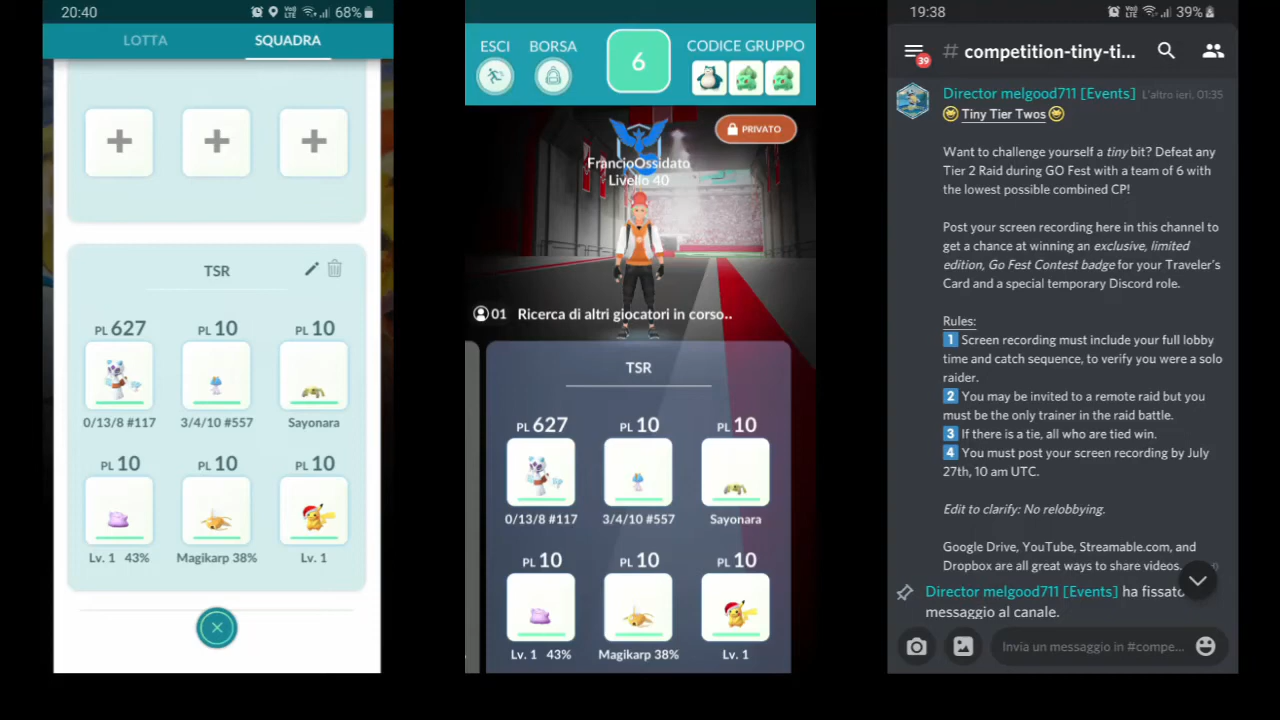 20:40
68%
LOTTA
SQUADRA
TSR
PL 627
PL 10
PL 10
0/13/8 #117
3/4/10 #557
Sayonara
PL 10
PL 10
PL 10
Lv. 1 43%
Magikarp 38%
Lv. 1
ESCI
BORSA
6
CODICE GRUPPO
PRIVATO
FrancioOssidato
Livello 40
01 Ricerca di altri giocatori in corso..
TSR
PL 627
PL 10
PL 10
0/13/8 #117
3/4/10 #557
Sayonara
PL 10
PL 10
PL 10
Lv. 1 43%
Magikarp 38%
Lv. 1
19:38
39%
39
# competition-tiny-ti...
Director melgood711 [Events] L'altro ieri, 01:35
Tiny Tier Twos
Want to challenge yourself a tiny bit? Defeat any
Tier 2 Raid during GO Fest with a team of 6 with
the lowest possible combined CP!
Post your screen recording here in this channel to
get a chance at winning an exclusive, limited
edition, Go Fest Contest badge for your Traveler's
Card and a special temporary Discord role.
Rules:
1 Screen recording must include your full lobby
time and catch sequence, to verify you were a solo
raider.
2 You may be invited to a remote raid but you
must be the only trainer in the raid battle.
3 If there is a tie, all who are tied win.
4 You must post your screen recording by July
27th, 10 am UTC.
Edit to clarify: No relobbying.
Google Drive, YouTube, Streamable.com, and
Dropbox are all great ways to share videos.
Director melgood711 [Events] ha fissato
messaggio al canale.
Invia un messaggio in #compe...